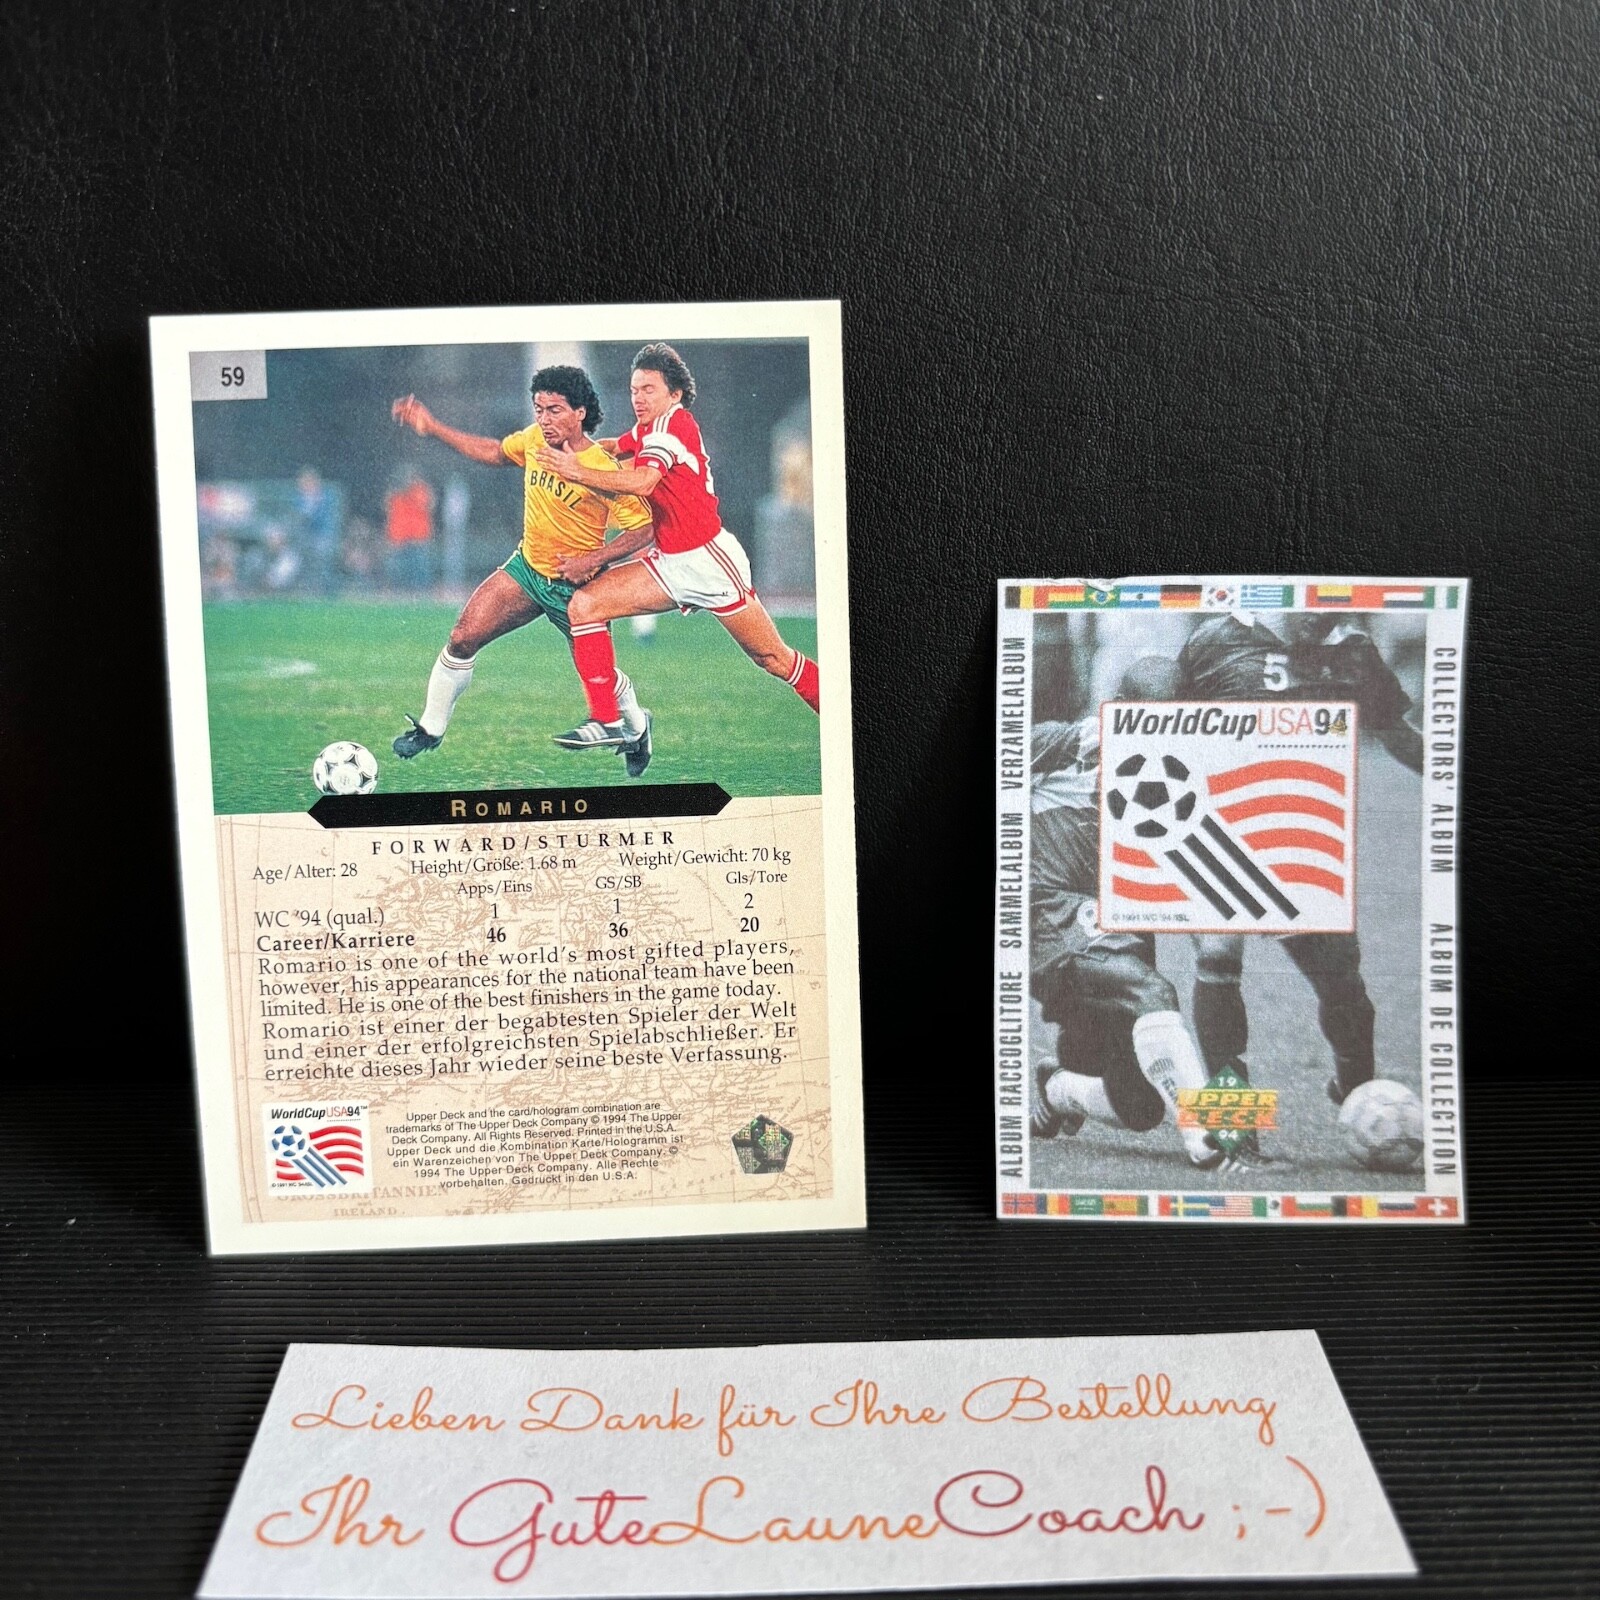 59
BRASIL
ROMARIO
FORWARD/STURMER
Age/Alter: 28 Height/Größe: 1.68 m Weight/Gewicht: 70 kg
Apps/Eins GS/SB Gls/Tore
WC '94 (qual.) 1 1 2
Career/Karriere 46 36 20
Romario is one of the world's most gifted players,
however, his appearances for the national team have been
limited. He is one of the best finishers in the game today.
Romario ist einer der begabtesten Spieler der Welt
und einer der erfolgreichsten Spielabschließer. Er
erreichte dieses Jahr wieder seine beste Verfassung.
WorldCupUSA94™
Upper Deck and the card/hologram combination are
trademarks of The Upper Deck Company © 1994 The Upper
Deck Company. All Rights Reserved. Printed in the U.S.A.
Upper Deck und die Kombination Karte/Hologramm ist
ein Warenzeichen von The Upper Deck Company. ©
1994 The Upper Deck Company. Alle Rechte
vorbehalten. Gedruckt in den U.S.A.
GROSSBRITANNIEN
IRELAND.
ALBUM RACCOGLITORE SAMMELALBUM VERZAMELALBUM
COLLECTORS' ALBUM ALBUM DE COLLECTION
5
WorldCupUSA94
© 1991 WC '94/ISL
19
UPPER
DECK
94
Lieben Dank für Ihre Bestellung
Ihr GuteLauneCoach ;-)